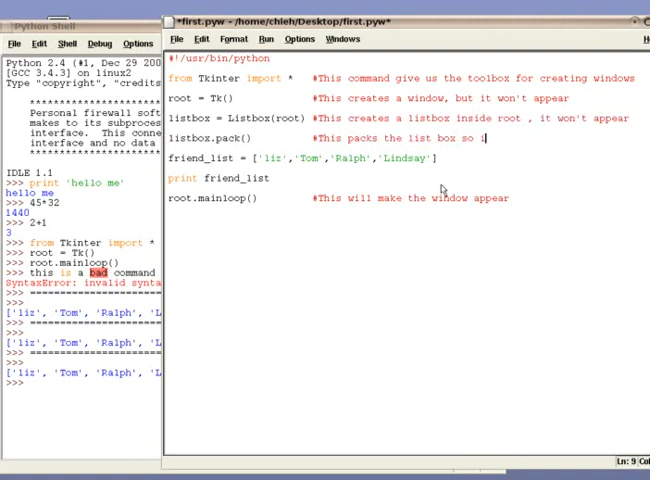 Python Shell
File Edit Shell Debug Options
Python 2.4 (#1, Dec 29 200
[GCC 3.4.3] on linux2
Type "copyright", "credits
****************
Personal firewall soft
makes to its subproces
interface. This conne
interface and no data
****************
IDLE 1.1
>>> print 'hello me'
hello me
>>> 45*32
1440
>>> 2+1
3
>>> from Tkinter import *
>>> root = Tk()
>>> root.mainloop()
>>> this is a bad command
SyntaxError: invalid synta
>>> ================
>>>
['liz', 'Tom', 'Ralph', 'L
>>> ================
>>>
['liz', 'Tom', 'Ralph', 'L
>>> ================
>>>
['liz', 'Tom', 'Ralph', 'L
>>>
*first.pyw - /home/chieh/Desktop/first.pyw*
File Edit Format Run Options Windows He
#!/usr/bin/python
from Tkinter import * #This command give us the toolbox for creating windows
root = Tk() #This creates a window, but it won't appear
listbox = Listbox(root) #This creates a listbox inside root , it won't appear
listbox.pack() #This packs the list box so i
friend_list = ['liz','Tom','Ralph','Lindsay']
print friend_list
root.mainloop() #This will make the window appear
Ln: 9 Co